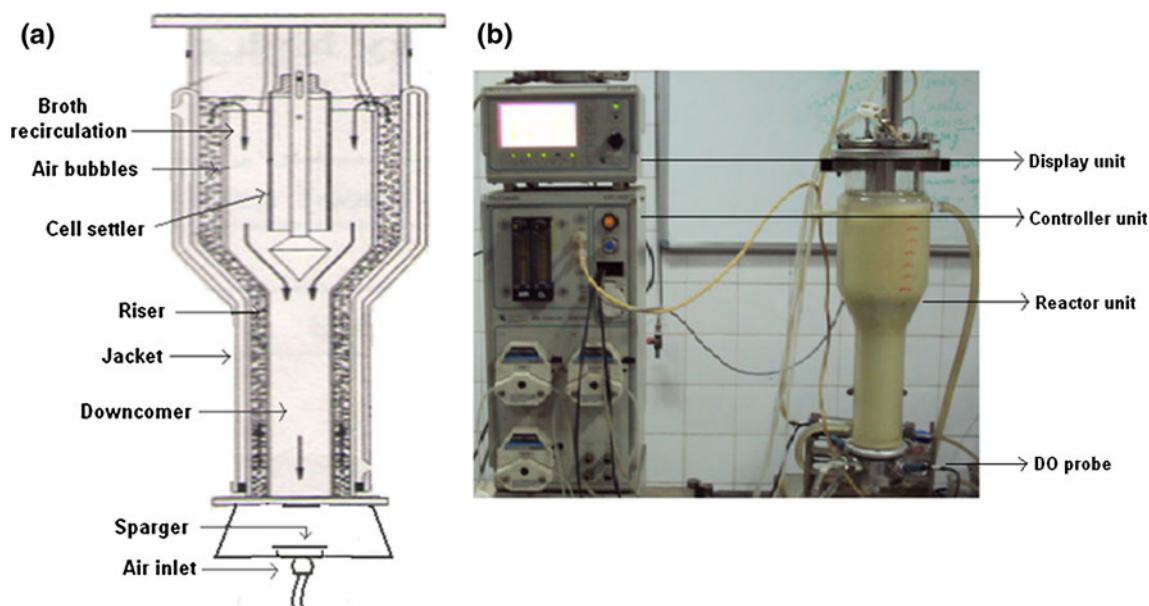 (a)
Broth
recirculation
Air bubbles
Cell settler
Riser
Jacket
Downcomer
Sparger
Air inlet
(b)
Display unit
Controller unit
Reactor unit
DO probe